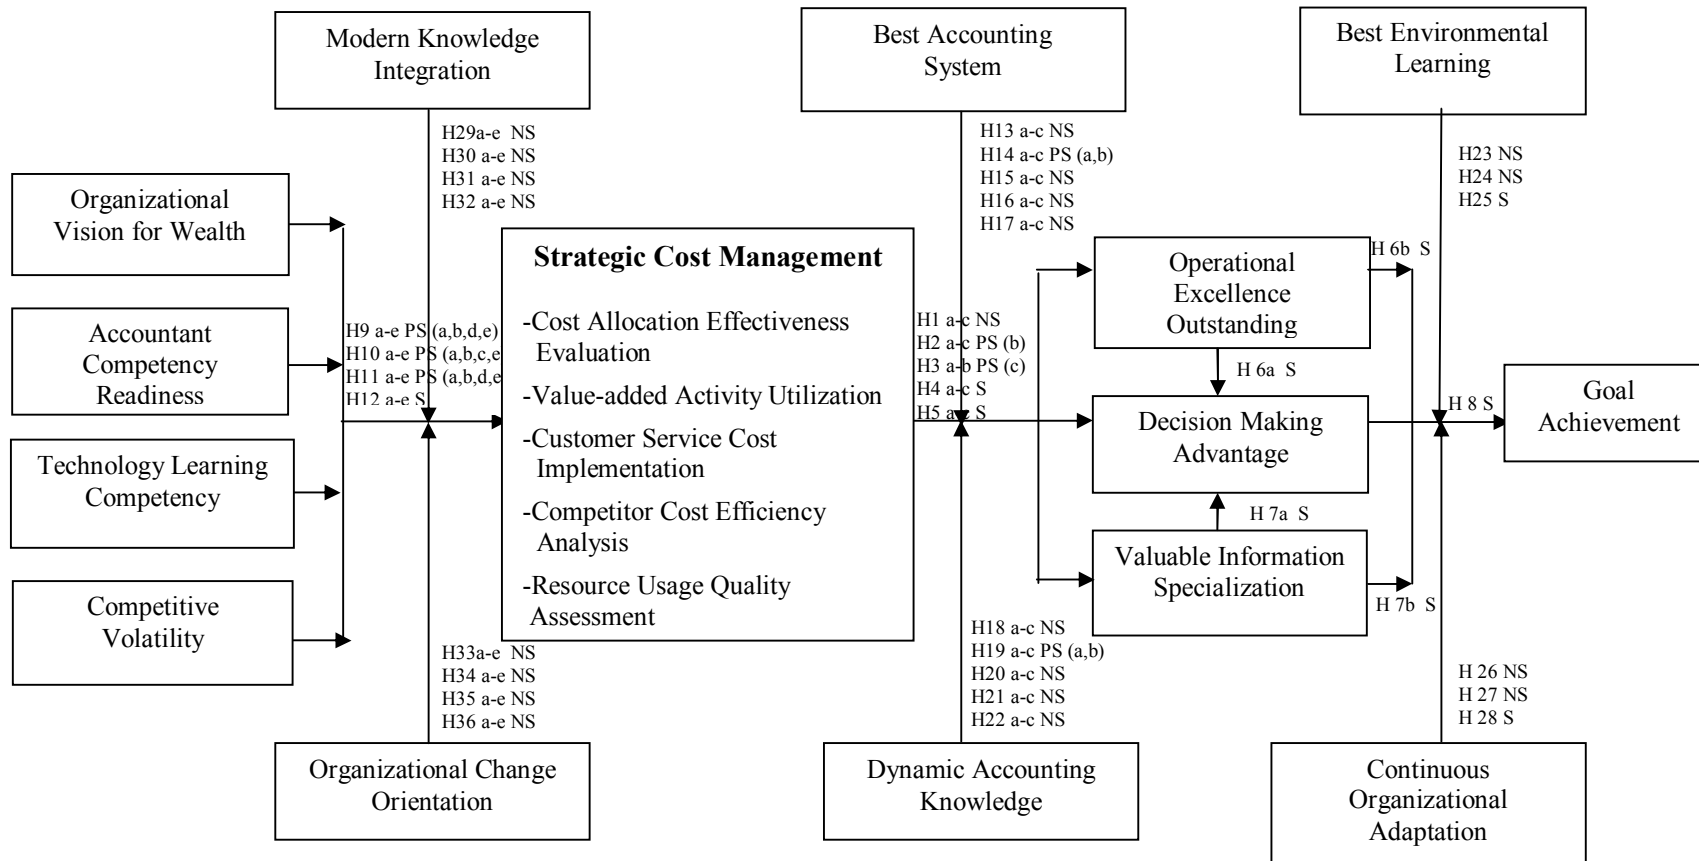 Modern Knowledge
Integration
Best Accounting
System
Best Environmental
Learning
H29a-e  NS
H30 a-e NS
H31 a-e NS
H32 a-e NS
H13 a-c NS
H14 a-c PS (a,b)
H15 a-c NS
H16 a-c NS
H17 a-c NS
H23 NS
H24 NS
H25 S
Organizational
Vision for Wealth
Accountant
Competency
Readiness
Technology Learning
Competency
Competitive
Volatility
H9 a-e PS (a,b,d,e)
H10 a-e PS (a,b,c,e
H11 a-e PS (a,b,d,e
H12 a-e S
Strategic Cost Management
-Cost Allocation Effectiveness
Evaluation
-Value-added Activity Utilization
-Customer Service Cost
Implementation
-Competitor Cost Efficiency
Analysis
-Resource Usage Quality
Assessment
H1 a-c NS
H2 a-c PS (b)
H3 a-b PS (c)
H4 a-c S
H5 a-c S
Operational
Excellence
Outstanding
H 6b  S
H 6a  S
Decision Making
Advantage
H 7a  S
Valuable Information
Specialization
H 7b  S
H 8 S
Goal
Achievement
H33a-e  NS
H34 a-e NS
H35 a-e NS
H36 a-e NS
H18 a-c NS
H19 a-c PS (a,b)
H20 a-c NS
H21 a-c NS
H22 a-c NS
H 26 NS
H 27 NS
H 28 S
Organizational Change
Orientation
Dynamic Accounting
Knowledge
Continuous
Organizational
Adaptation